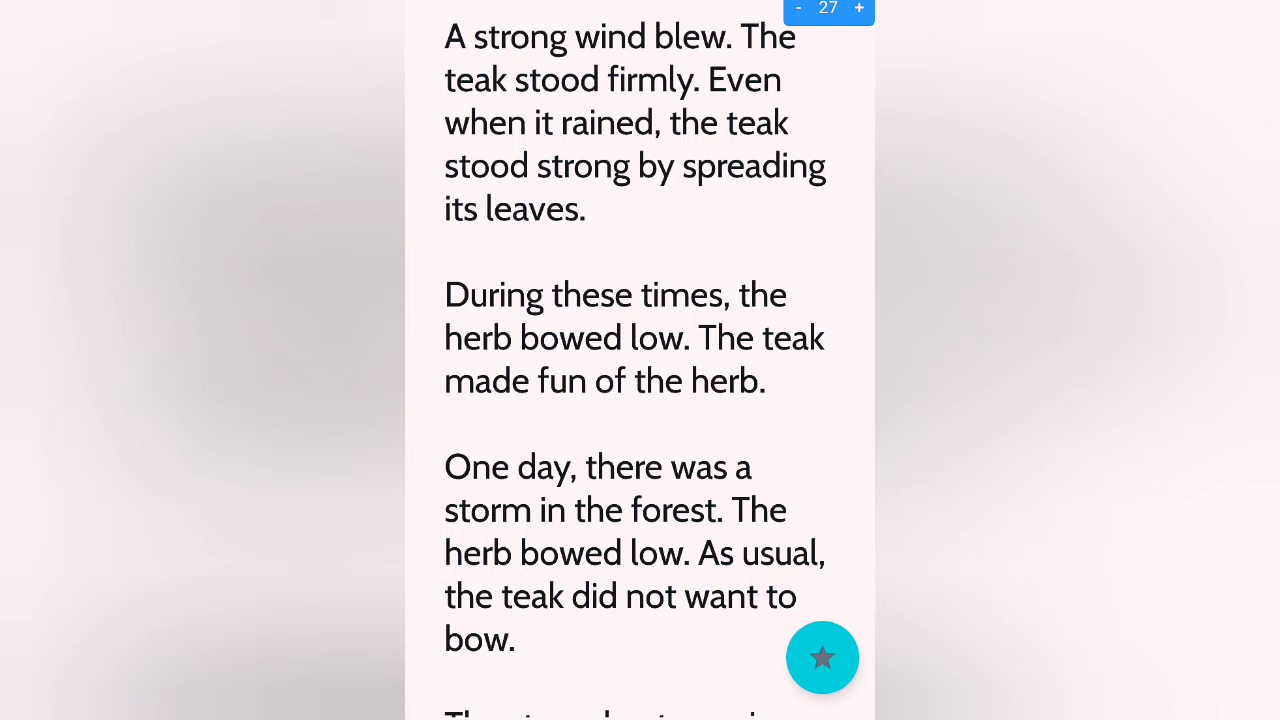 - 27 +
A strong wind blew. The
teak stood firmly. Even
when it rained, the teak
stood strong by spreading
its leaves.
During these times, the
herb bowed low. The teak
made fun of the herb.
One day, there was a
storm in the forest. The
herb bowed low. As usual,
the teak did not want to
bow.